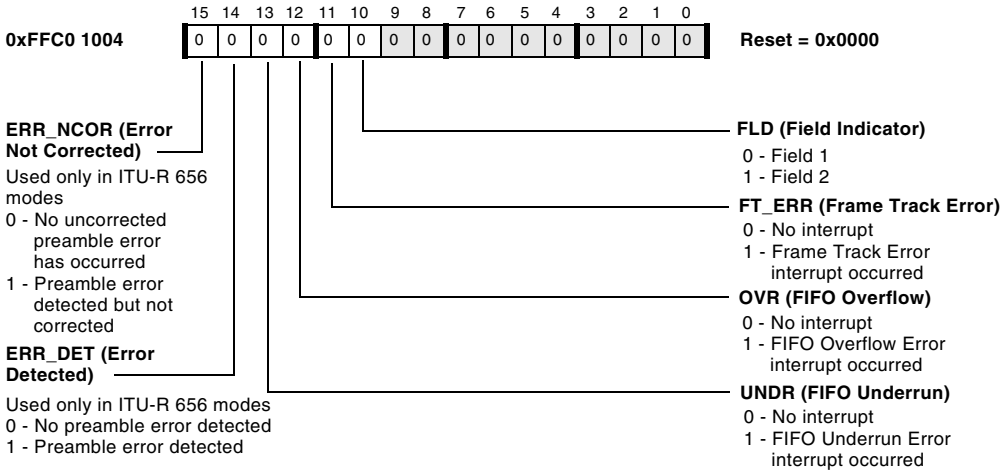 15 14 13 12 11 10 9 8 7 6 5 4 3 2 1 0
0xFFC0 1004
0 0 0 0 0 0 0 0 0 0 0 0 0 0 0 0
Reset = 0x0000
ERR_NCOR (Error
Not Corrected)
Used only in ITU-R 656
modes
0 - No uncorrected
preamble error
has occurred
1 - Preamble error
detected but not
corrected
ERR_DET (Error
Detected)
Used only in ITU-R 656 modes
0 - No preamble error detected
1 - Preamble error detected
FLD (Field Indicator)
0 - Field 1
1 - Field 2
FT_ERR (Frame Track Error)
0 - No interrupt
1 - Frame Track Error
interrupt occurred
OVR (FIFO Overflow)
0 - No interrupt
1 - FIFO Overflow Error
interrupt occurred
UNDR (FIFO Underrun)
0 - No interrupt
1 - FIFO Underrun Error
interrupt occurred